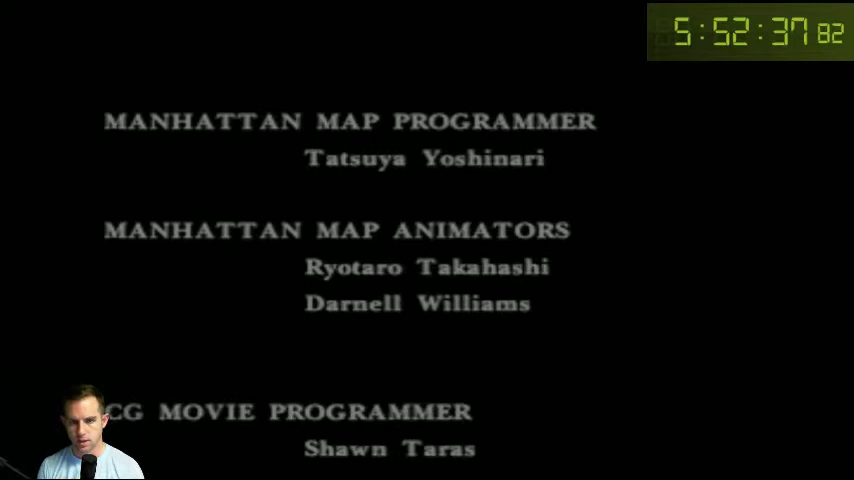 5:52:37 82
MANHATTAN MAP PROGRAMMER
Tatsuya Yoshinari
MANHATTAN MAP ANIMATORS
Ryotaro Takahashi
Darnell Williams
CG MOVIE PROGRAMMER
Shawn Taras